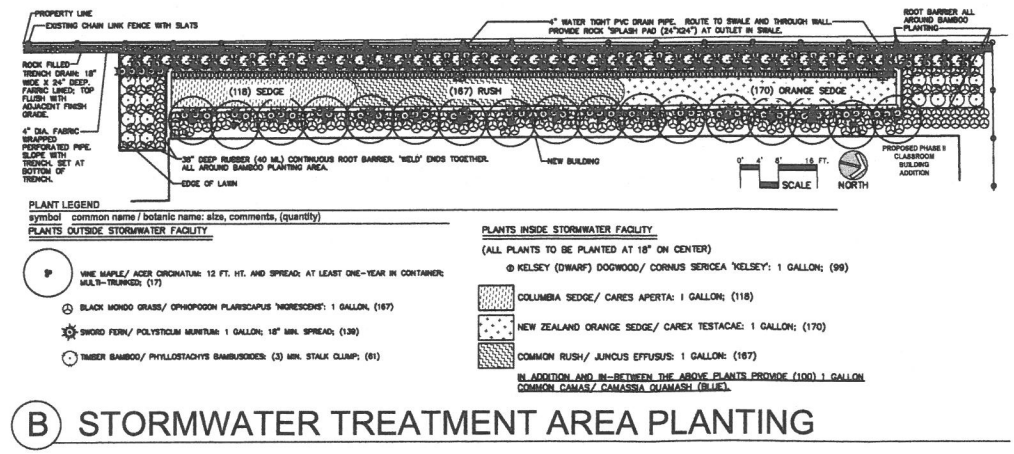 PROPERTY LINE
EXISTING CHAIN LINK FENCE WITH SLATS
4" WATER TIGHT PVC DRAIN PIPE. ROUTE TO SWALE AND THROUGH WALL.
PROVIDE ROCK 'SPLASH PAD (24"X24") AT OUTLET IN SWALE.
ROOT BARRIER ALL
AROUND BAMBOO
PLANTING
ROCK FILLED
TRENCH DRAIN: 18"
WIDE X 24" DEEP.
FABRIC LINED; TOP
FLUSH WITH
ADJACENT FINISH
GRADE.
4" DIA. FABRIC
WRAPPED
PERFORATED PIPE.
SLOPE WITH
TRENCH. SET AT
BOTTOM OF
TRENCH.
(118) SEDGE
(167) RUSH
(170) ORANGE SEDGE
36" DEEP RUBBER (40 ML) CONTINUOUS ROOT BARRIER. 'WELD' ENDS TOGETHER.
ALL AROUND BAMBOO PLANTING AREA.
EDGE OF LAWN
NEW BUILDING
PROPOSED PHASE II
CLASSROOM
BUILDING
ADDITION
0' 4' 8' 16 FT.
SCALE
NORTH
PLANT LEGEND
symbol common name / botanic name: size, comments, (quantity)
PLANTS OUTSIDE STORMWATER FACILITY
VINE MAPLE/ ACER CIRCINATUM: 12 FT. HT. AND SPREAD; AT LEAST ONE-YEAR IN CONTAINER;
MULTI-TRUNKED; (17)
BLACK MONDO GRASS/ OPHIOPOGON PLARISCAPUS 'NIGRESCENS': 1 GALLON, (167)
SWORD FERN/ POLYSTICUM MUNITUM: 1 GALLON; 18" MIN. SPREAD; (139)
TIMBER BAMBOO/ PHYLLOSTACHYS BAMBUSOIDES: (3) MIN. STALK CLUMP; (61)
PLANTS INSIDE STORMWATER FACILITY
(ALL PLANTS TO BE PLANTED AT 18" ON CENTER)
KELSEY (DWARF) DOGWOOD/ CORNUS SERICEA 'KELSEY': 1 GALLON; (99)
COLUMBIA SEDGE/ CARES APERTA: 1 GALLON; (118)
NEW ZEALAND ORANGE SEDGE/ CAREX TESTACAE: 1 GALLON; (170)
COMMON RUSH/ JUNCUS EFFUSUS: 1 GALLON: (167)
IN ADDITION AND IN-BETWEEN THE ABOVE PLANTS PROVIDE (100) 1 GALLON
COMMON CAMAS/ CAMASSIA QUAMASH (BLUE).
B STORMWATER TREATMENT AREA PLANTING